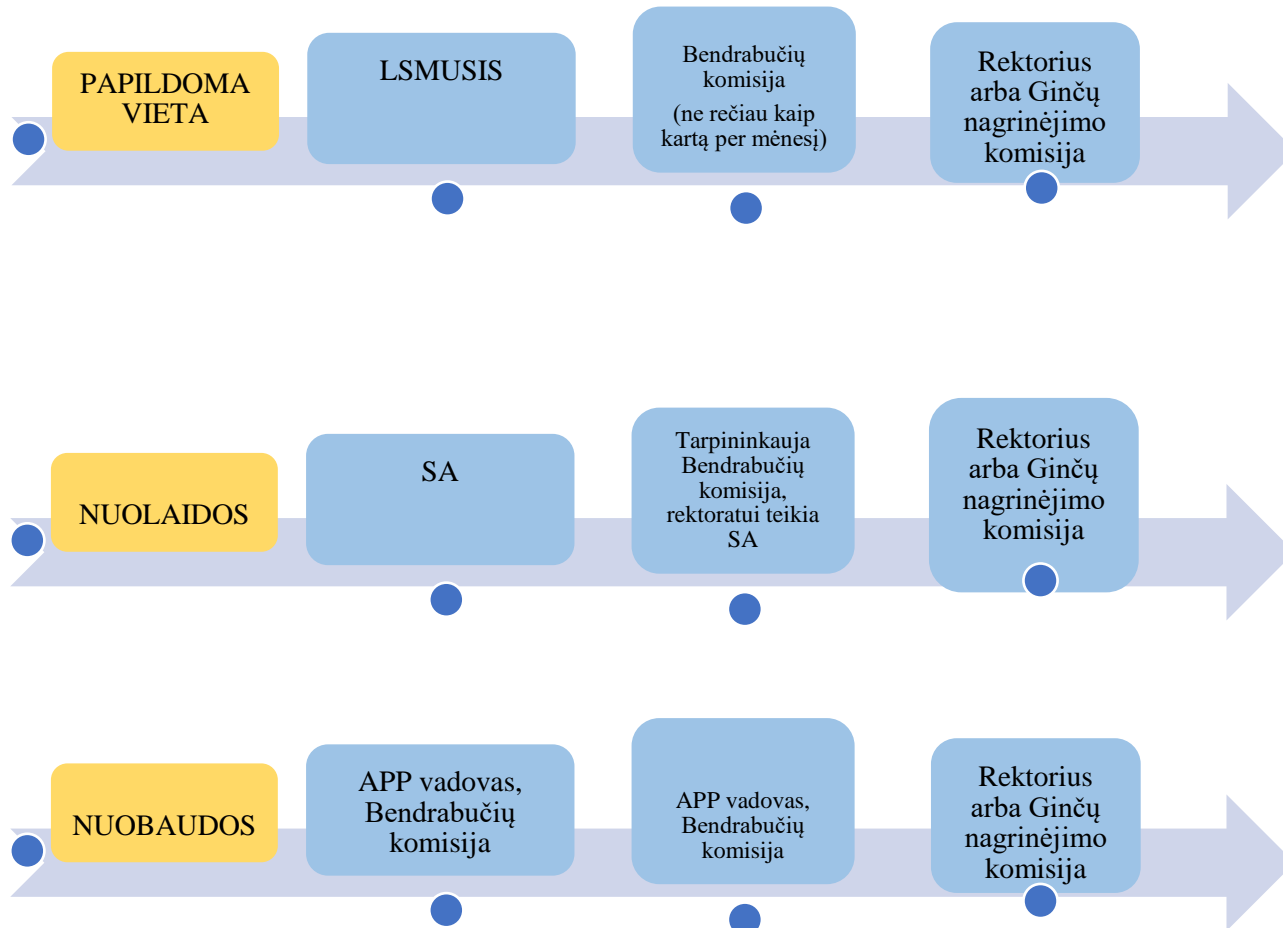 PAPILDOMA
VIETA
LSMUSIS
Bendrabučių
komisija
(ne rečiau kaip
kartą per mėnesį)
Rektorius
arba Ginčų
nagrinėjimo
komisija
NUOLAIDOS
SA
Tarpininkauja
Bendrabučių
komisija,
rektoratui teikia
SA
Rektorius
arba Ginčų
nagrinėjimo
komisija
NUOBAUDOS
APP vadovas,
Bendrabučių
komisija
APP vadovas,
Bendrabučių
komisija
Rektorius
arba Ginčų
nagrinėjimo
komisija